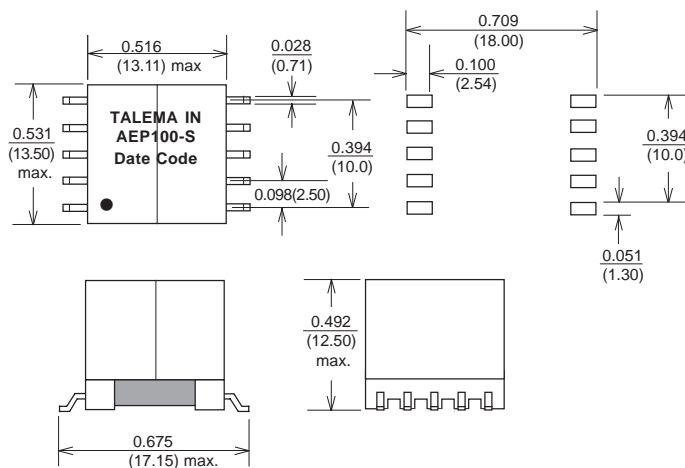 0.516
(13.11) max
0.028
(0.71)
0.709
(18.00)
0.100
(2.54)
TALEMA IN
AEP100-S
Date Code
0.531
(13.50)
max.
0.394
(10.0)
0.098(2.50)
0.394
(10.0)
0.051
(1.30)
0.492
(12.50)
max.
0.675
(17.15) max.